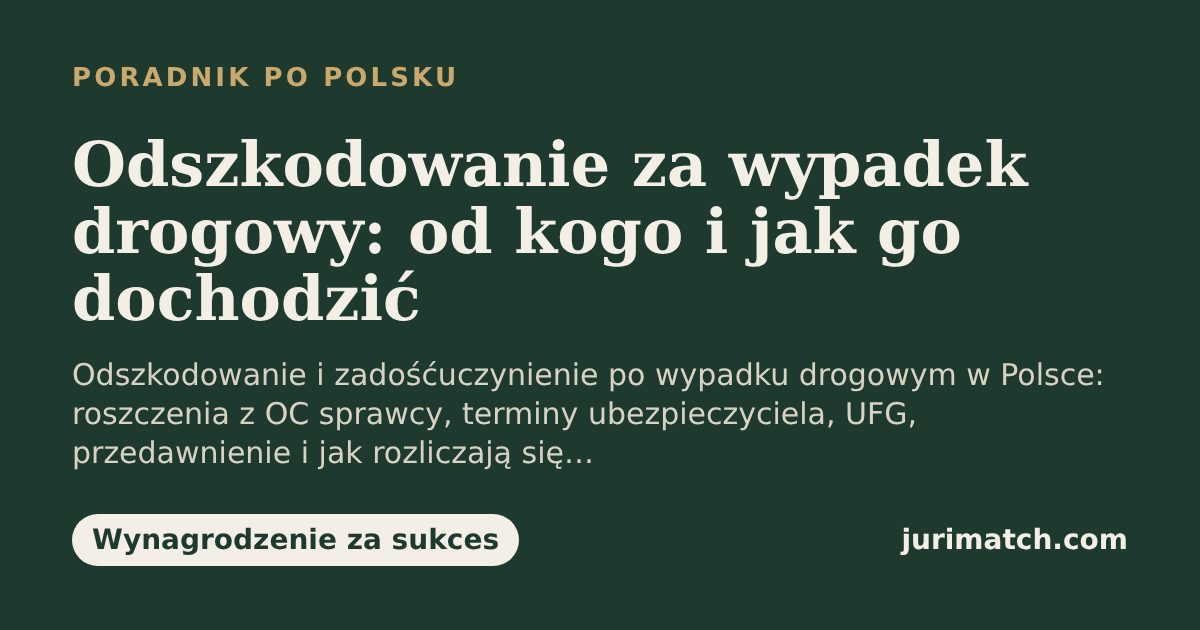 PORADNIK PO POLSKU
Odszkodowanie za wypadek
drogowy: od kogo i jak go
dochodzić
Odszkodowanie i zadośćuczynienie po wypadku drogowym w Polsce:
roszczenia z OC sprawcy, terminy ubezpieczyciela, UFG,
przedawnienie i jak rozliczają się…
Wynagrodzenie za sukces
jurimatch.com